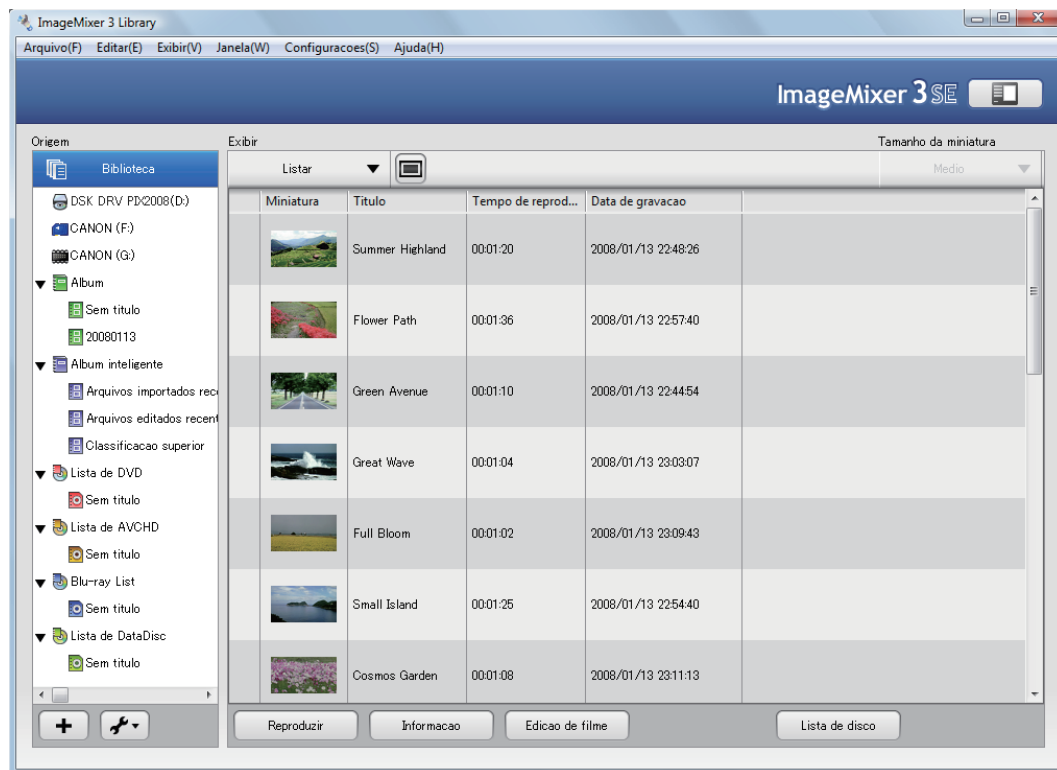 ImageMixer 3 Library
Arquivo(F) Editar(E) Exibir(V) Janela(W) Configuracoes(S) Ajuda(H)
ImageMixer 3 SE
Origem
Exibir
Tamanho da miniatura
Biblioteca
Listar
Medio
DSK DRV PIX2008(D:)
CANON (F:)
CANON (G:)
Album
Sem titulo
20080113
Album inteligente
Arquivos importados rec
Arquivos editados recent
Classificacao superior
Lista de DVD
Sem titulo
Lista de AVCHD
Sem titulo
Blu-ray List
Sem titulo
Lista de DataDisc
Sem titulo
Miniatura Titulo Tempo de reprod... Data de gravacao
Summer Highland 00:01:20 2008/01/13 22:48:26
Flower Path 00:01:36 2008/01/13 22:57:40
Green Avenue 00:01:10 2008/01/13 22:44:54
Great Wave 00:01:04 2008/01/13 23:03:07
Full Bloom 00:01:02 2008/01/13 23:09:43
Small Island 00:01:25 2008/01/13 22:54:40
Cosmos Garden 00:01:08 2008/01/13 23:11:13
Reproduzir Informacao Edicao de filme Lista de disco